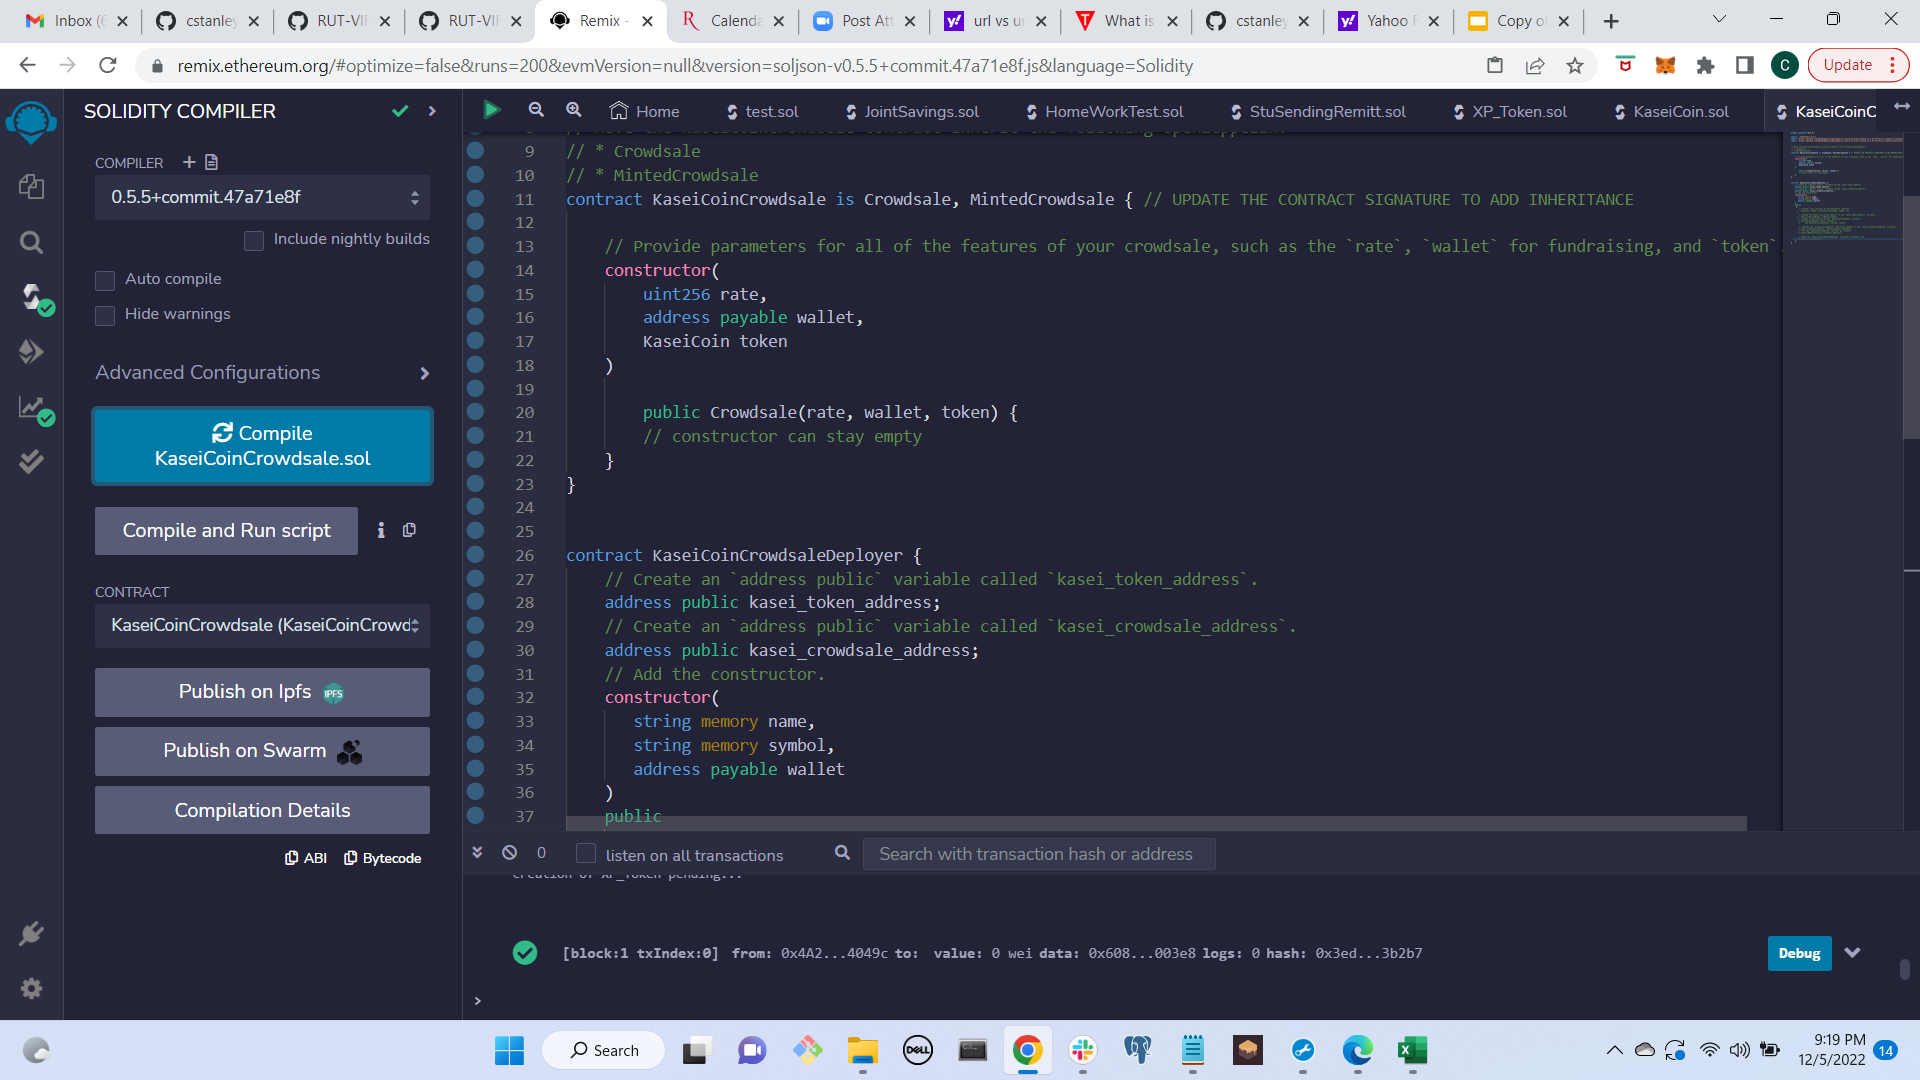 Inbox (6
cstanley
RUT-VIR
RUT-VIR
Remix -
Calenda
Post Att
url vs ur
What is
cstanley
Yahoo F
Copy of
remix.ethereum.org/#optimize=false&runs=200&evmVersion=null&version=soljson-v0.5.5+commit.47a71e8f.js&language=Solidity
C
Update
SOLIDITY COMPILER
Home
test.sol
JointSavings.sol
HomeWorkTest.sol
StuSendingRemitt.sol
XP_Token.sol
KaseiCoin.sol
KaseiCoinC
COMPILER
0.5.5+commit.47a71e8f
Include nightly builds
Auto compile
Hide warnings
Advanced Configurations
Compile
KaseiCoinCrowdsale.sol
Compile and Run script
CONTRACT
KaseiCoinCrowdsale (KaseiCoinCrowd
Publish on Ipfs IPFS
Publish on Swarm
Compilation Details
ABI
Bytecode
9 // * Crowdsale
10 // * MintedCrowdsale
11 contract KaseiCoinCrowdsale is Crowdsale, MintedCrowdsale { // UPDATE THE CONTRACT SIGNATURE TO ADD INHERITANCE
12
13 // Provide parameters for all of the features of your crowdsale, such as the `rate`, `wallet` for fundraising, and `token`.
14 constructor(
15 uint256 rate,
16 address payable wallet,
17 KaseiCoin token
18 )
19
20 public Crowdsale(rate, wallet, token) {
21 // constructor can stay empty
22 }
23 }
24
25
26 contract KaseiCoinCrowdsaleDeployer {
27 // Create an `address public` variable called `kasei_token_address`.
28 address public kasei_token_address;
29 // Create an `address public` variable called `kasei_crowdsale_address`.
30 address public kasei_crowdsale_address;
31 // Add the constructor.
32 constructor(
33 string memory name,
34 string memory symbol,
35 address payable wallet
36 )
37 public
0
listen on all transactions
Search with transaction hash or address
creation of XP_Token pending...
[block:1 txIndex:0] from: 0x4A2...4049c to: value: 0 wei data: 0x608...003e8 logs: 0 hash: 0x3ed...3b2b7
Debug
>
Search
DELL
9:19 PM
12/5/2022
14